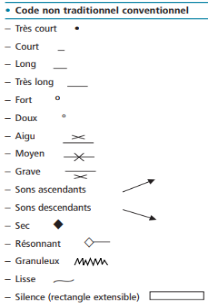 • Code non traditionnel conventionnel
– Très court
– Court
– Long
– Très long
– Fort
– Doux
– Aigu
– Moyen
– Grave
– Sons ascendants
– Sons descendants
– Sec
– Résonnant
– Granuleux
– Lisse
– Silence (rectangle extensible)